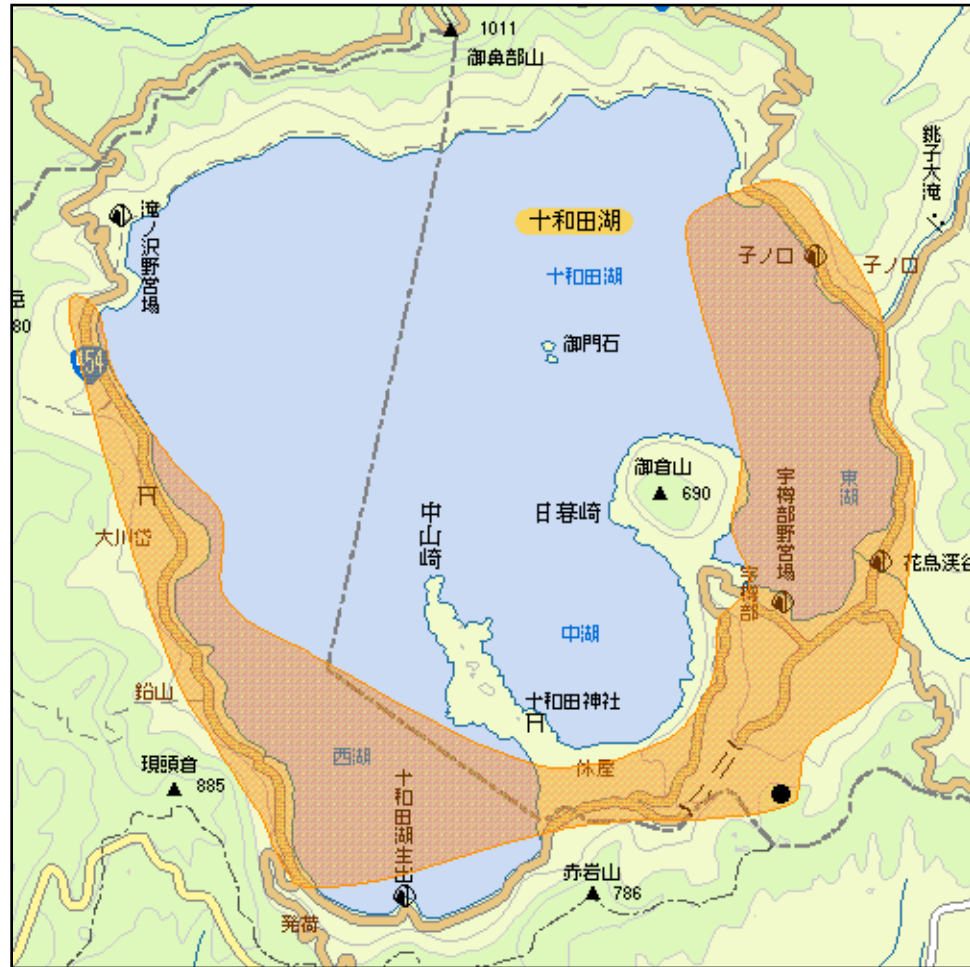 1011
御鼻部山
銚子大滝
滝ノ沢野営場
十和田湖
子ノ口
子ノ口
十和田湖
岳
80
御門石
454
御倉山
690
中山崎
日暮崎
宇樽部野営場
東湖
大川岱
花鳥渓谷
宇樽部
中湖
鉛山
十和田神社
西湖
休屋
現頭倉
885
十和田湖生出
赤岩山
786
発荷